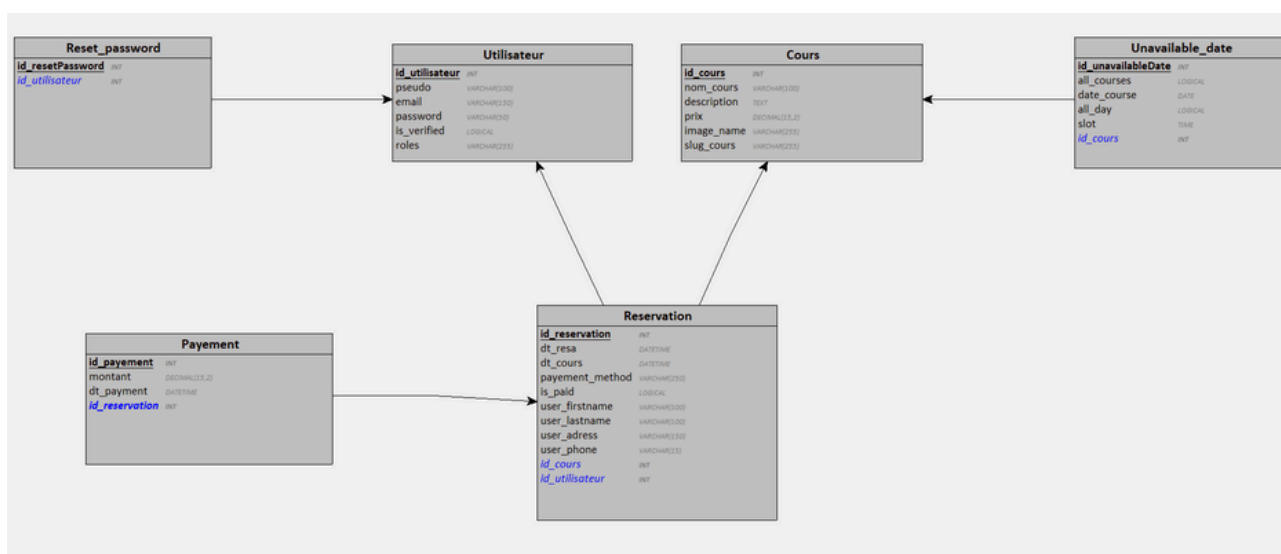 Reset_password
id_resetPassword INT
id_utilisateur INT
Utilisateur
id_utilisateur INT
pseudo VARCHAR(100)
email VARCHAR(150)
password VARCHAR(50)
is_verified LOGICAL
roles VARCHAR(255)
Cours
id_cours INT
nom_cours VARCHAR(100)
description TEXT
prix DECIMAL(15,2)
image_name VARCHAR(255)
slug_cours VARCHAR(255)
Unavailable_date
id_unavailableDate INT
all_courses LOGICAL
date_course DATE
all_day LOGICAL
slot TIME
id_cours INT
Payement
id_payement INT
montant DECIMAL(15,2)
dt_payment DATETIME
id_reservation INT
Reservation
id_reservation INT
dt_resa DATETIME
dt_cours DATETIME
payement_method VARCHAR(250)
is_paid LOGICAL
user_firstname VARCHAR(100)
user_lastname VARCHAR(100)
user_adress VARCHAR(150)
user_phone VARCHAR(15)
id_cours INT
id_utilisateur INT